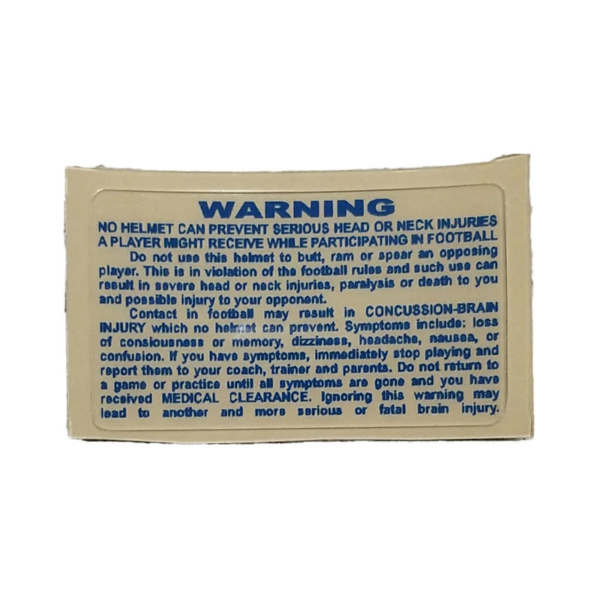 WARNING
NO HELMET CAN PREVENT SERIOUS HEAD OR NECK INJURIES
A PLAYER MIGHT RECEIVE WHILE PARTICIPATING IN FOOTBALL
Do not use this helmet to butt, ram or spear an opposing
player. This is in violation of the football rules and such use can
result in severe head or neck injuries, paralysis or death to you
and possible injury to your opponent.
Contact in football may result in CONCUSSION-BRAIN
INJURY which no helmet can prevent. Symptoms include: loss
of consiousness or memory, dizziness, headache, nausea, or
confusion. If you have symptoms, immediately stop playing and
report them to your coach, trainer and parents. Do not return to
a game or practice until all symptoms are gone and you have
received MEDICAL CLEARANCE. Ignoring this warning may
lead to another and more serious or fatal brain injury.